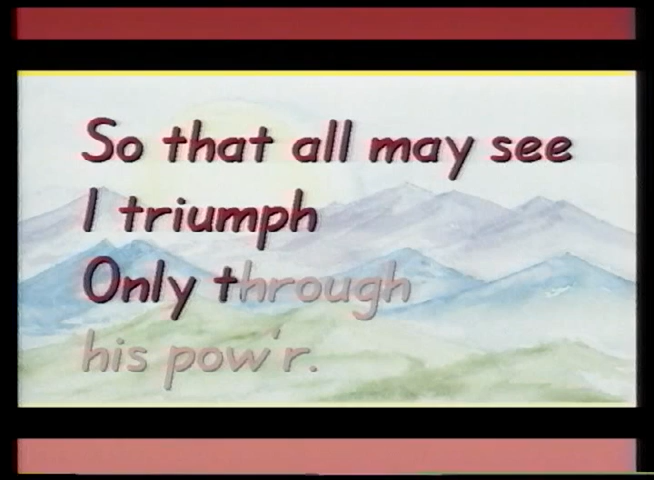 So that all may see
I triumph
Only through
his pow'r.